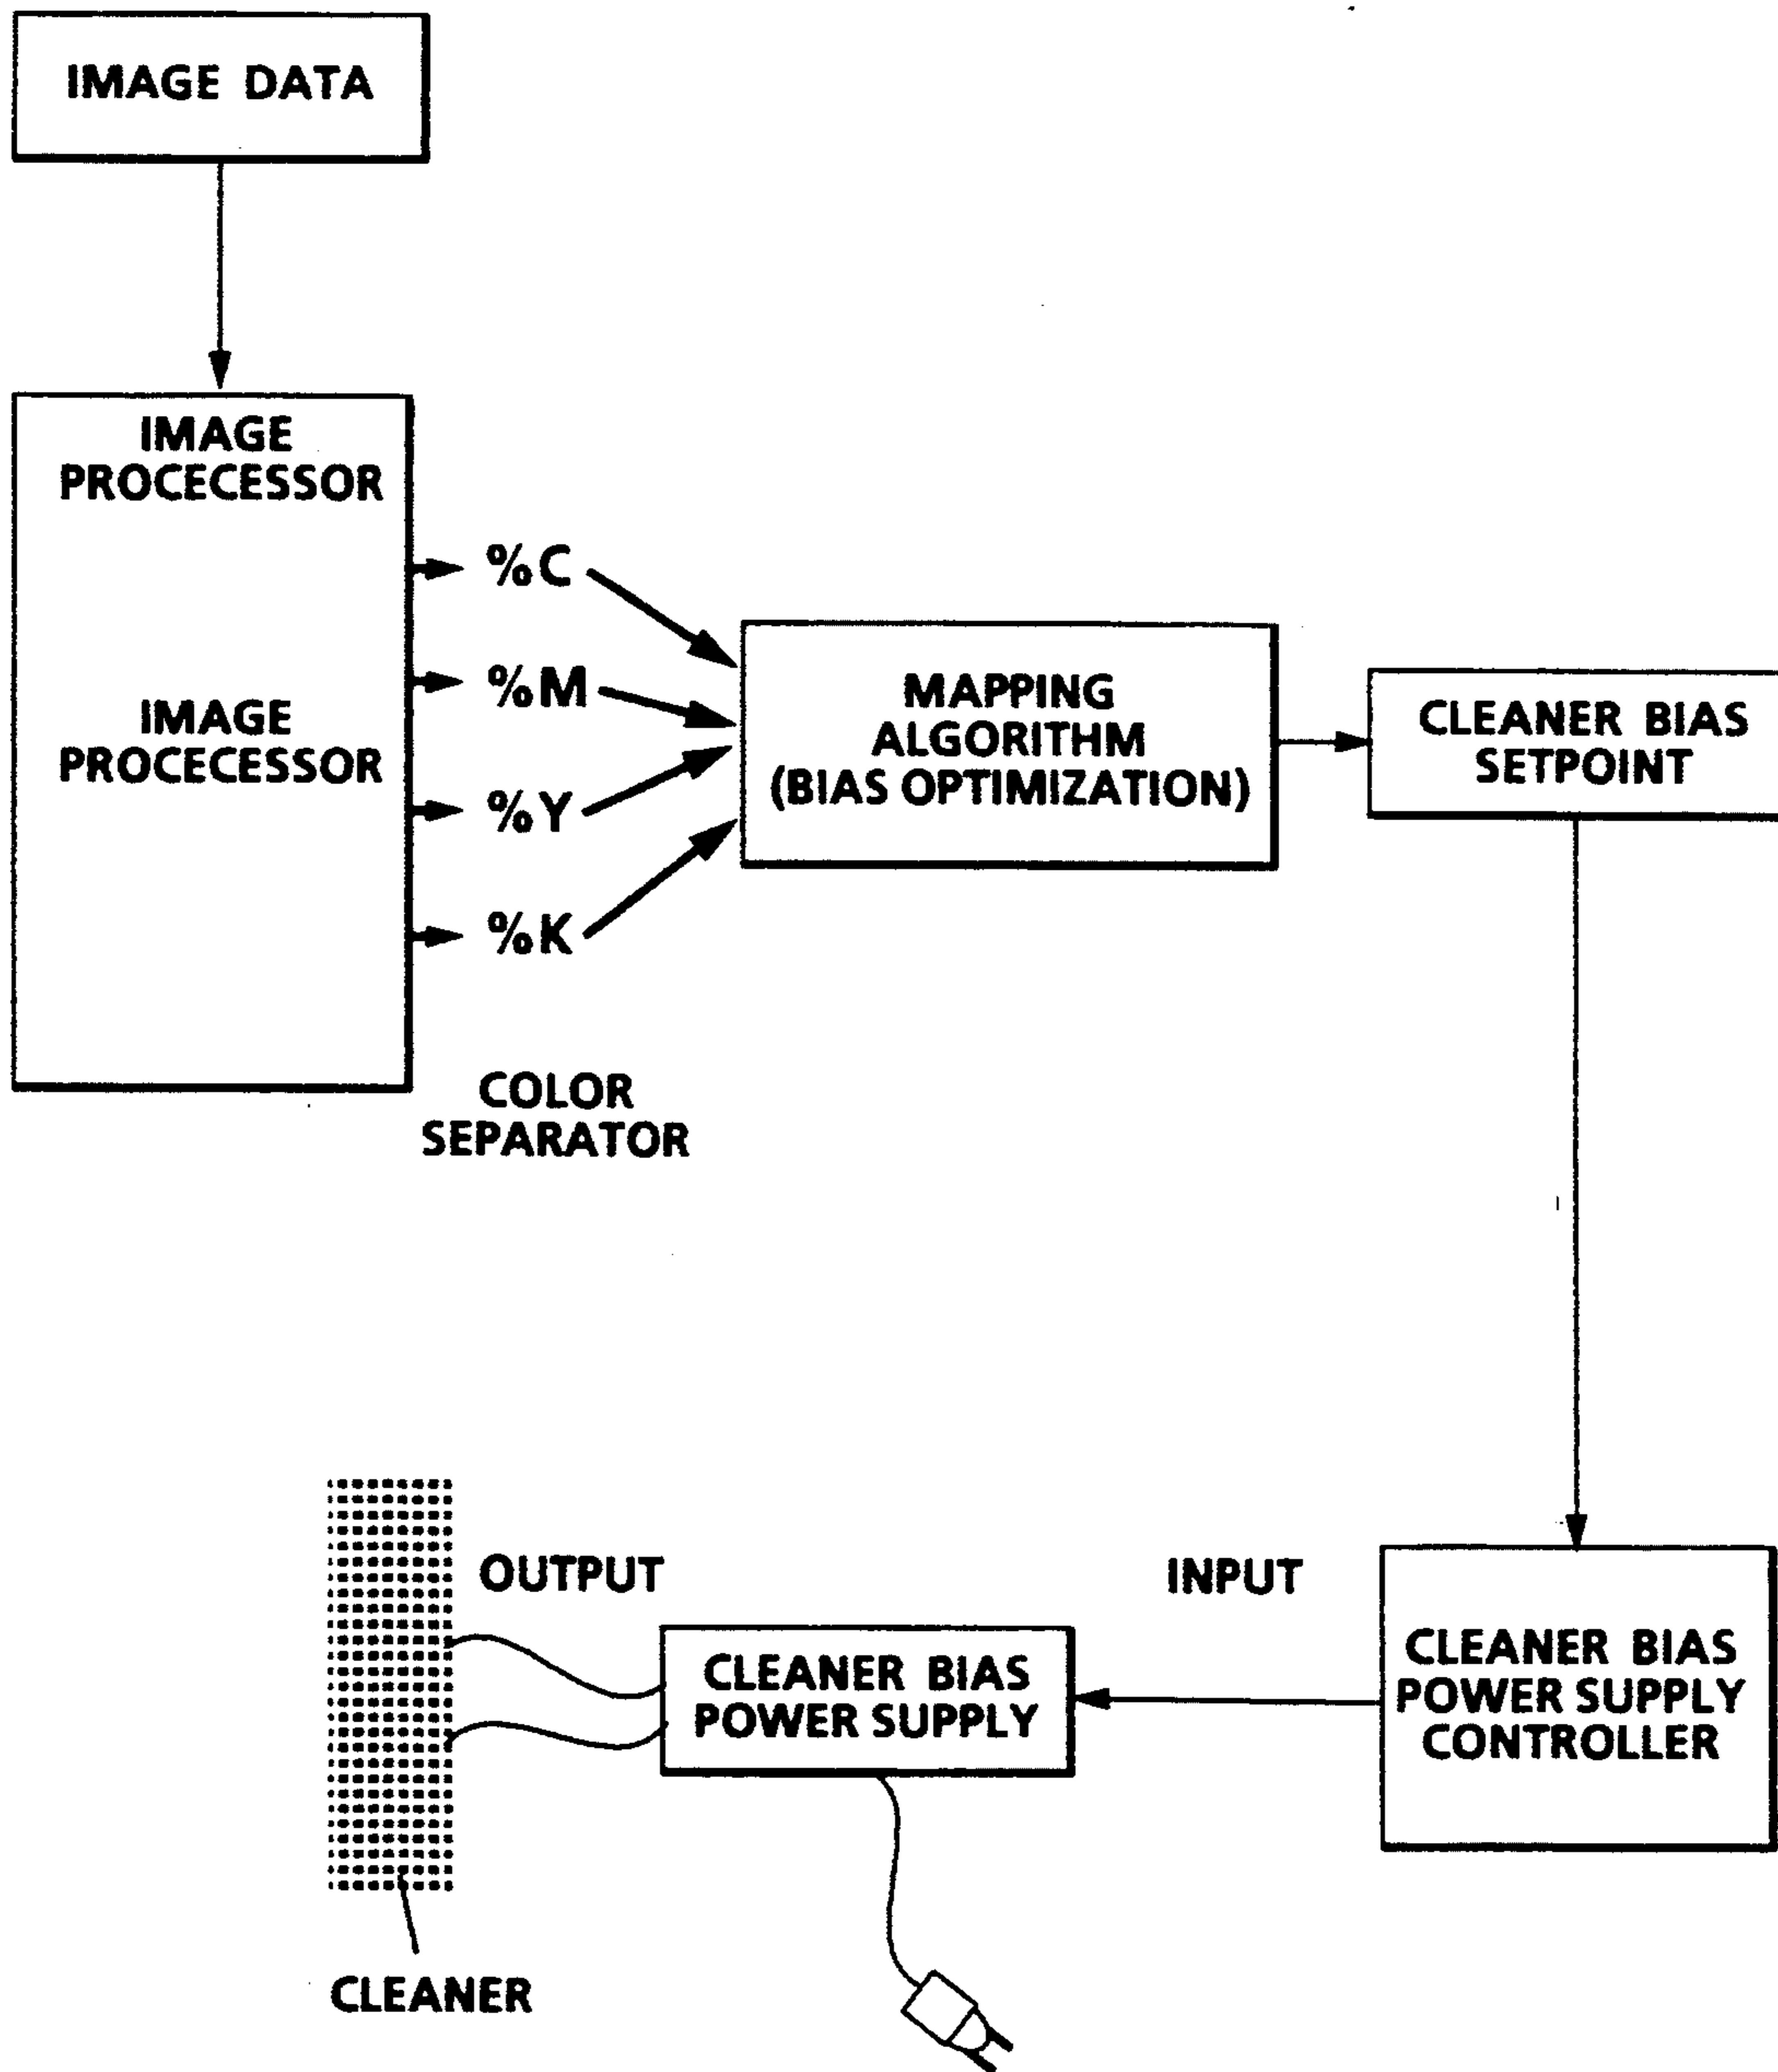 IMAGE DATA
IMAGE
PROCECESSOR
IMAGE
PROCECESSOR
%C
%M
%Y
%K
COLOR
SEPARATOR
MAPPING
ALGORITHM
(BIAS OPTIMIZATION)
CLEANER BIAS
SETPOINT
CLEANER BIAS
POWER SUPPLY
CONTROLLER
INPUT
CLEANER BIAS
POWER SUPPLY
OUTPUT
CLEANER